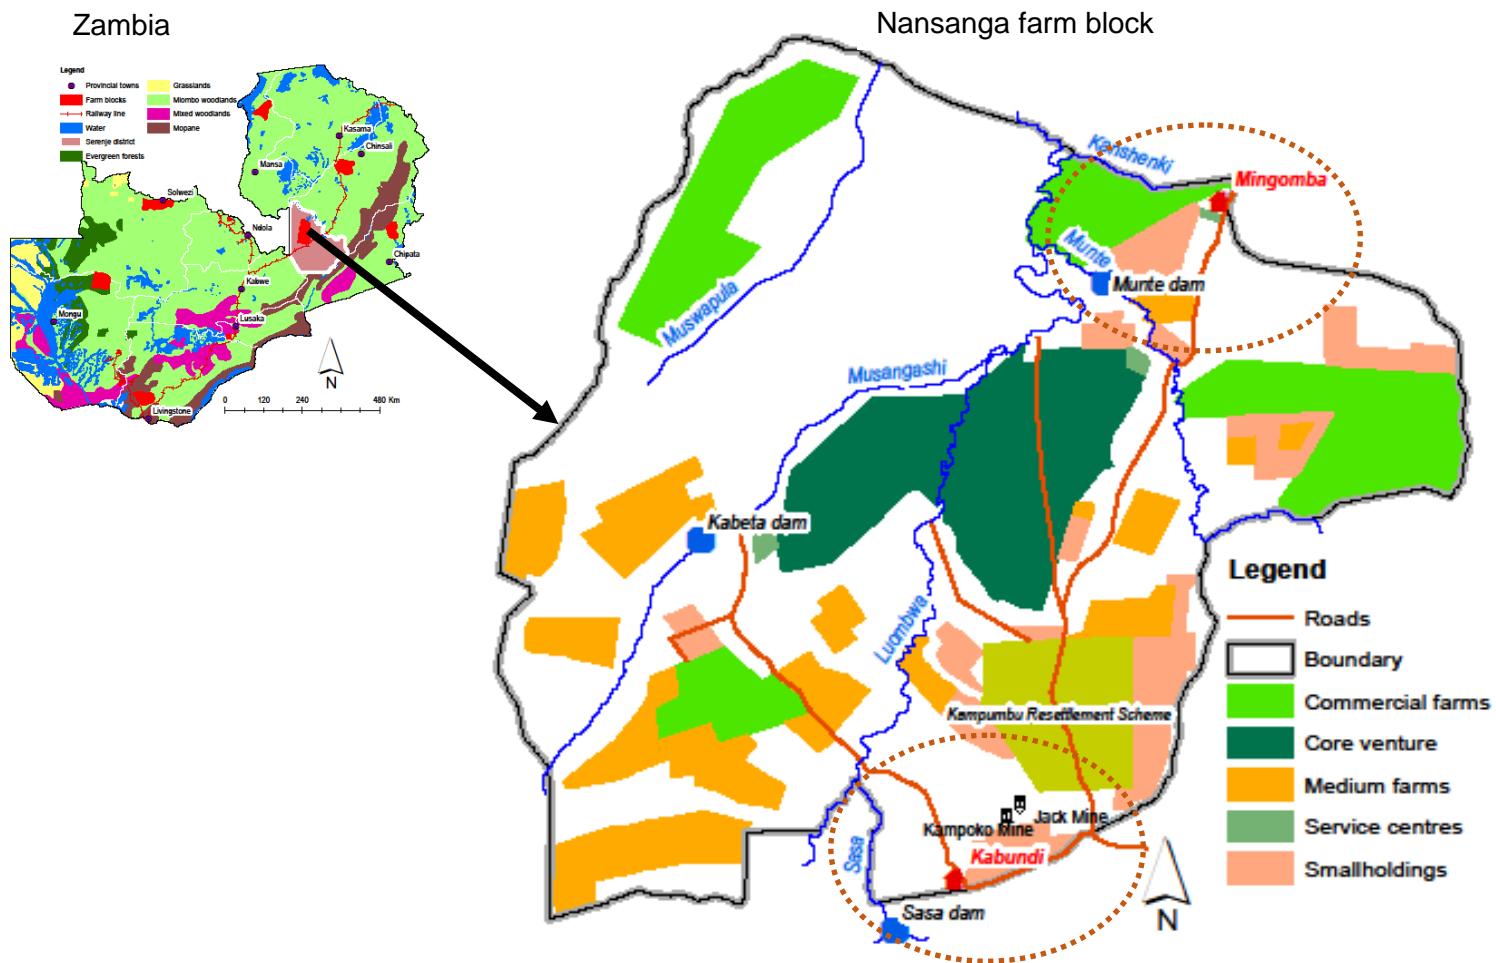 Zambia
Nansanga farm block
Legend
Provincial towns
Farm blocks
Railway line
Water
Serenje district
Evergreen forests
Grasslands
Miombo woodlands
Mixed woodlands
Mopane
Kasama
Chinsali
Mansa
Solwezi
Ndola
Chipata
Kabwe
Mongu
Lusaka
Livingstone
N
0 120 240 480 Km
Kanshenki
Mingomba
Munte
Munte dam
Muswapula
Musangashi
Kabeta dam
Luombwa
Kampumbu Resettlement Scheme
Jack Mine
Kampoko Mine
Kabundi
Sasa
Sasa dam
N
Legend
Roads
Boundary
Commercial farms
Core venture
Medium farms
Service centres
Smallholdings